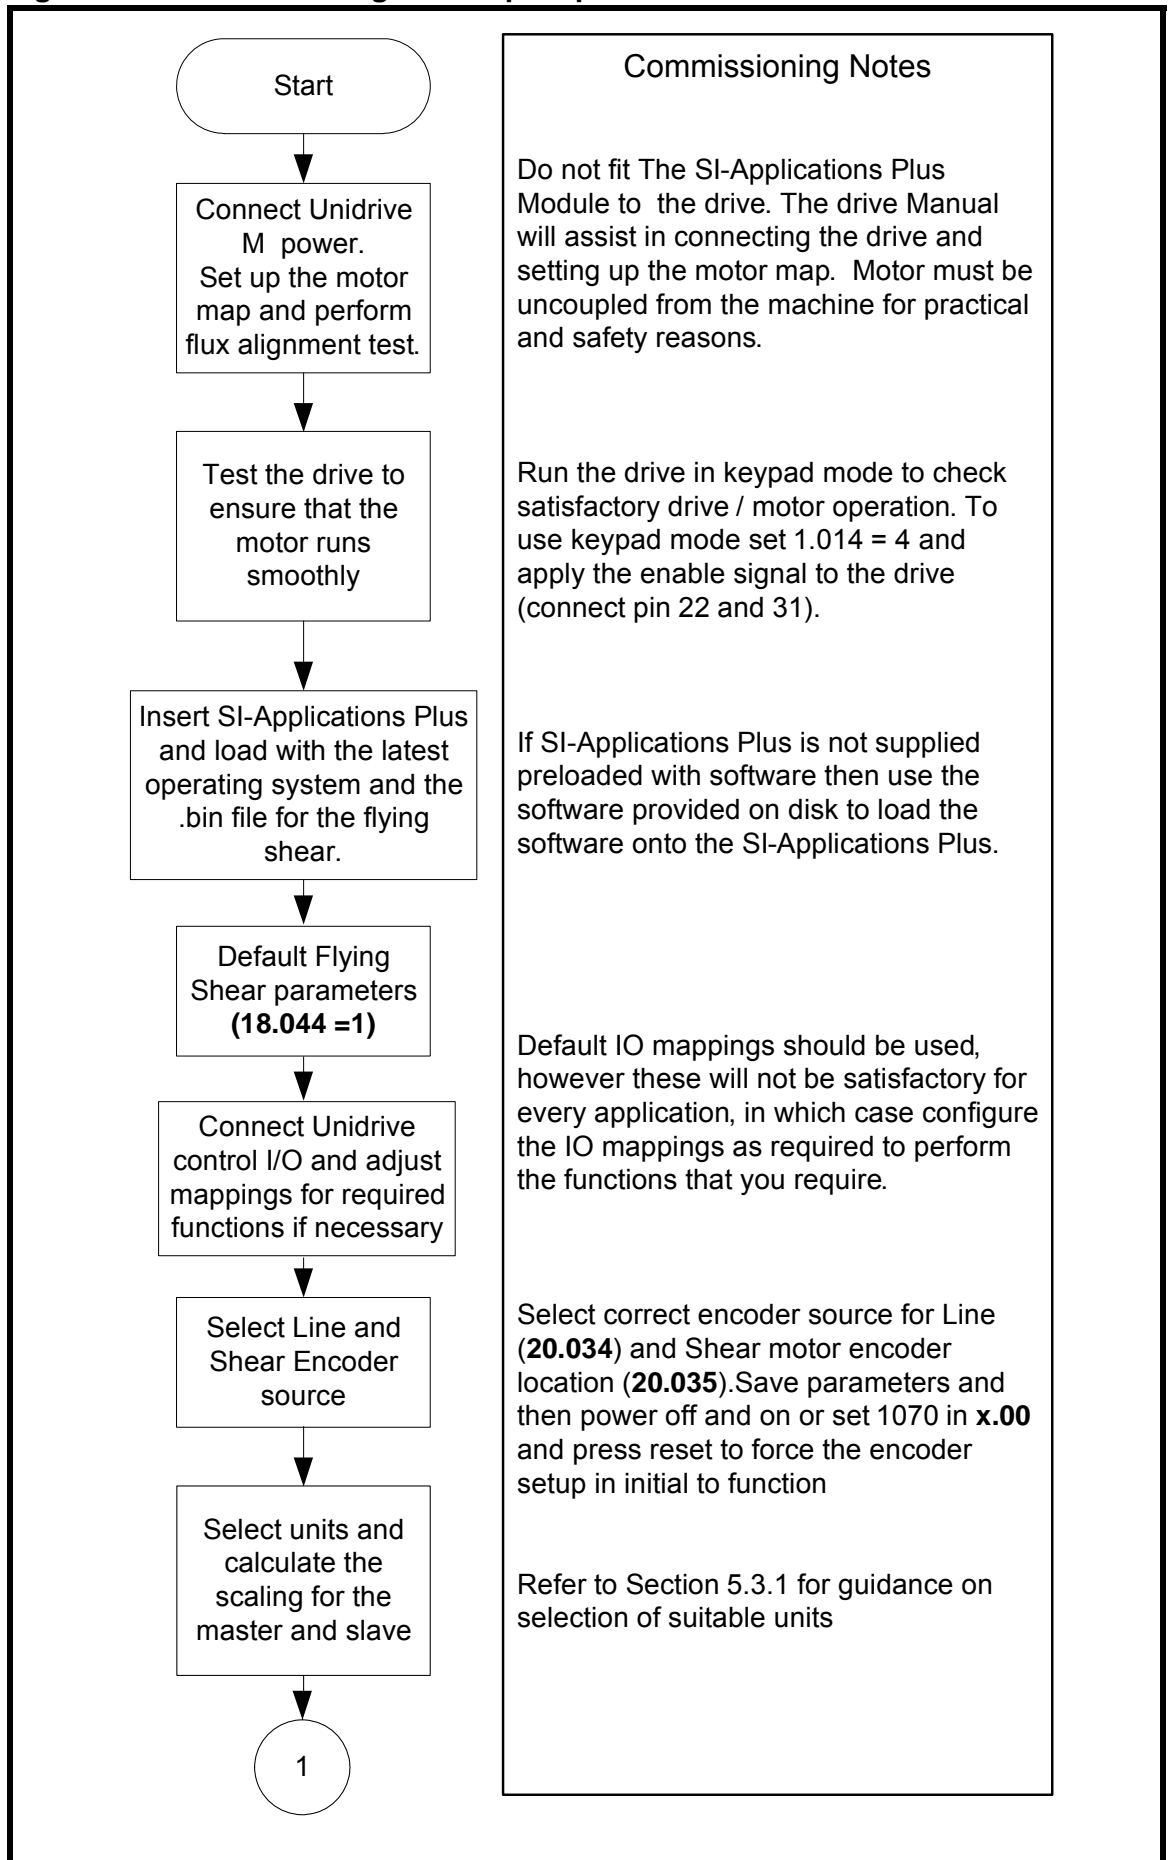 Start
Connect Unidrive
M power.
Set up the motor
map and perform
flux alignment test.
Test the drive to
ensure that the
motor runs
smoothly
Insert SI-Applications Plus
and load with the latest
operating system and the
.bin file for the flying
shear.
Default Flying
Shear parameters
(18.044 =1)
Connect Unidrive
control I/O and adjust
mappings for required
functions if necessary
Select Line and
Shear Encoder
source
Select units and
calculate the
scaling for the
master and slave
1
Commissioning Notes
Do not fit The SI-Applications Plus
Module to the drive. The drive Manual
will assist in connecting the drive and
setting up the motor map. Motor must be
uncoupled from the machine for practical
and safety reasons.
Run the drive in keypad mode to check
satisfactory drive / motor operation. To
use keypad mode set 1.014 = 4 and
apply the enable signal to the drive
(connect pin 22 and 31).
If SI-Applications Plus is not supplied
preloaded with software then use the
software provided on disk to load the
software onto the SI-Applications Plus.
Default IO mappings should be used,
however these will not be satisfactory for
every application, in which case configure
the IO mappings as required to perform
the functions that you require.
Select correct encoder source for Line
(20.034) and Shear motor encoder
location (20.035).Save parameters and
then power off and on or set 1070 in x.00
and press reset to force the encoder
setup in initial to function
Refer to Section 5.3.1 for guidance on
selection of suitable units